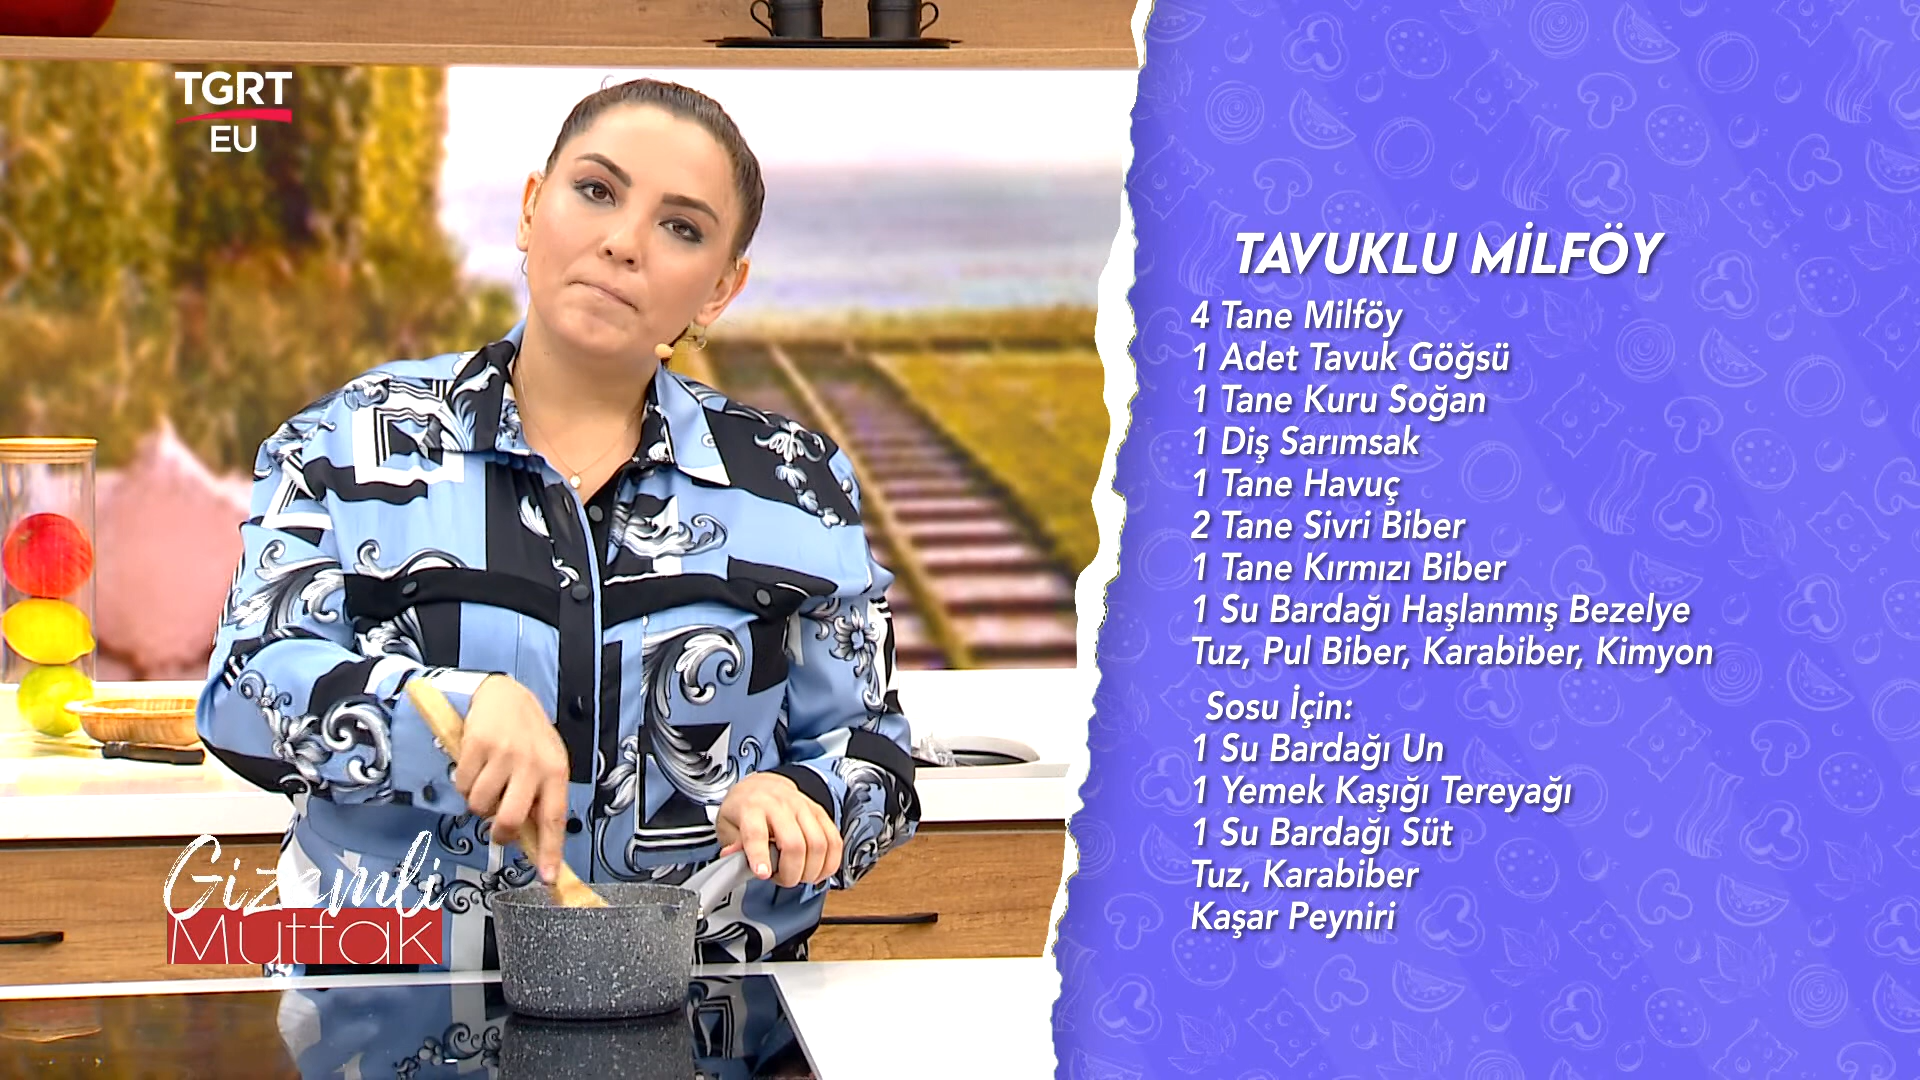 TGRT
EU
TAVUKLU MİLFÖY
4 Tane Milföy
1 Adet Tavuk Göğsü
1 Tane Kuru Soğan
1 Diş Sarımsak
1 Tane Havuç
2 Tane Sivri Biber
1 Tane Kırmızı Biber
1 Su Bardağı Haşlanmış Bezelye
Tuz, Pul Biber, Karabiber, Kimyon
Sosu İçin:
1 Su Bardağı Un
1 Yemek Kaşığı Tereyağı
1 Su Bardağı Süt
Tuz, Karabiber
Kaşar Peyniri
Gizemli
Mutfak